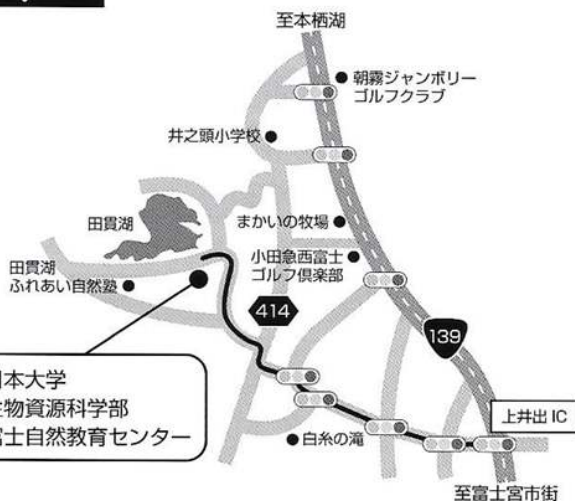 至本栖湖
朝霧ジャンボリー
ゴルフクラブ
井之頭小学校
まかいの牧場
田貫湖
小田急西富士
ゴルフ倶楽部
田貫湖
ふれあい自然塾
414
139
本大学
物資源科学部
士自然教育センター
上井出 IC
白糸の滝
至富士宮市街